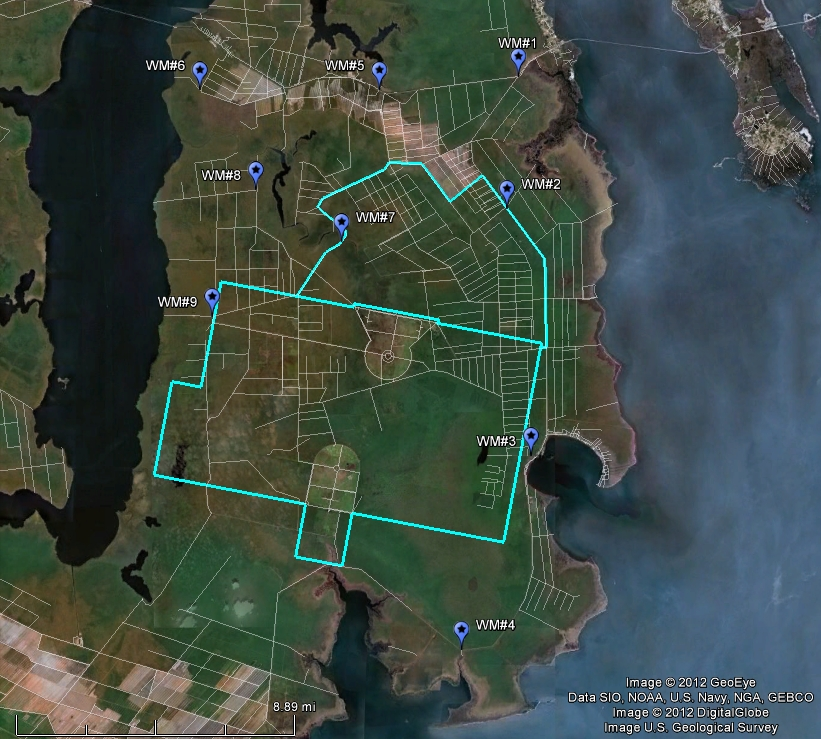 WM#1
WM#6
WM#5
WM#8
WM#2
WM#7
WM#9
WM#3
WM#4
8.89 mi
Image © 2012 GeoEye
Data SIO, NOAA, U.S. Navy, NGA, GEBCO
Image © 2012 DigitalGlobe
Image U.S. Geological Survey